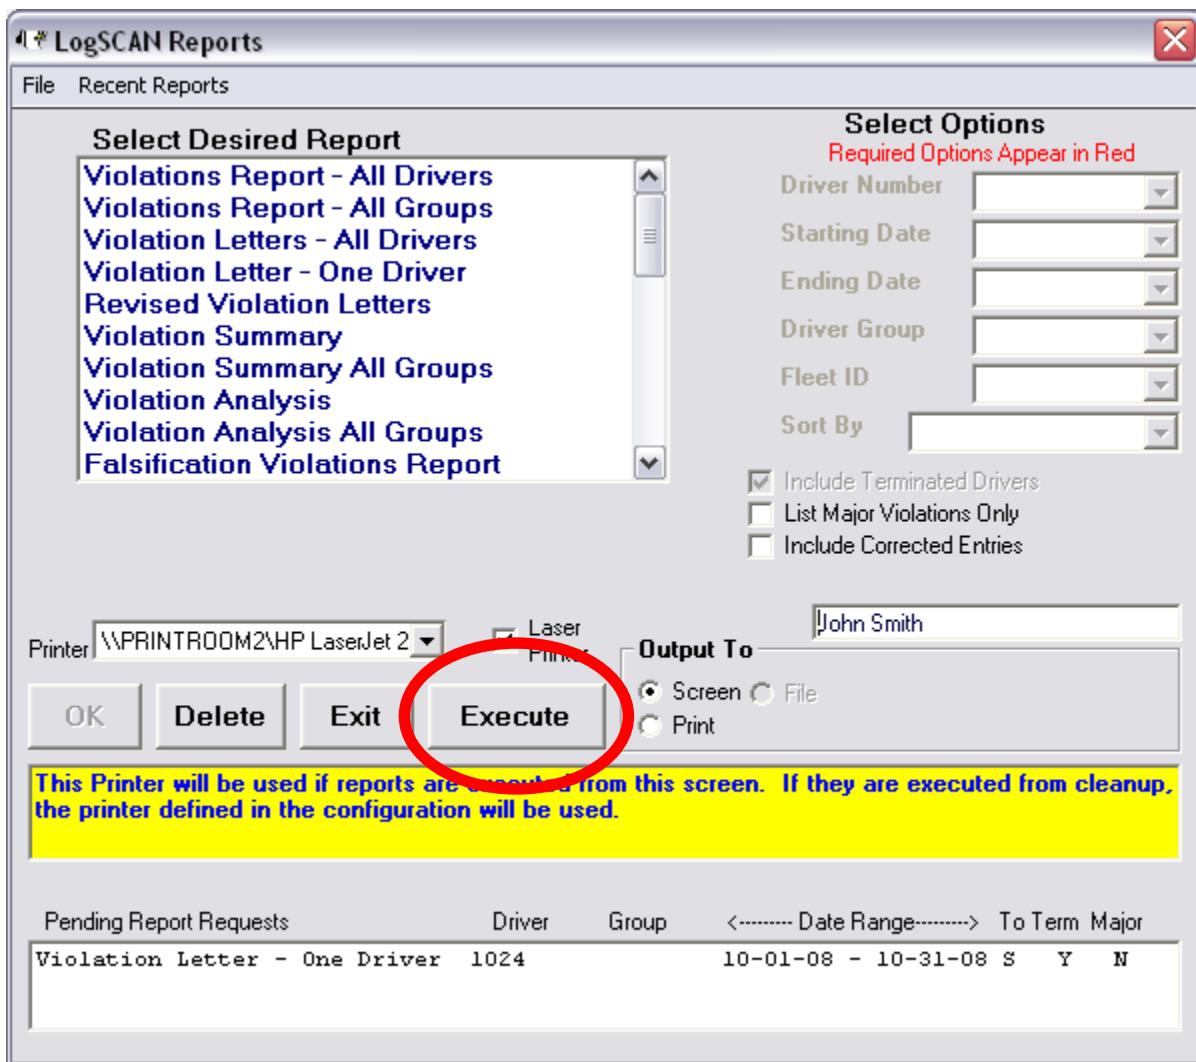 LogSCAN Reports
File Recent Reports
Select Desired Report
Violations Report - All Drivers
Violations Report - All Groups
Violation Letters - All Drivers
Violation Letter - One Driver
Revised Violation Letters
Violation Summary
Violation Summary All Groups
Violation Analysis
Violation Analysis All Groups
Falsification Violations Report
Select Options
Required Options Appear in Red
Driver Number
Starting Date
Ending Date
Driver Group
Fleet ID
Sort By
Include Terminated Drivers
List Major Violations Only
Include Corrected Entries
John Smith
Printer \\PRINTROOM2\HP LaserJet 2
Laser
Printer
Output To
Screen File
Print
OK Delete Exit Execute
This Printer will be used if reports are executed from this screen. If they are executed from cleanup,
the printer defined in the configuration will be used.
Pending Report Requests Driver Group <--------- Date Range---------> To Term Major
Violation Letter - One Driver 1024 10-01-08 - 10-31-08 S Y N